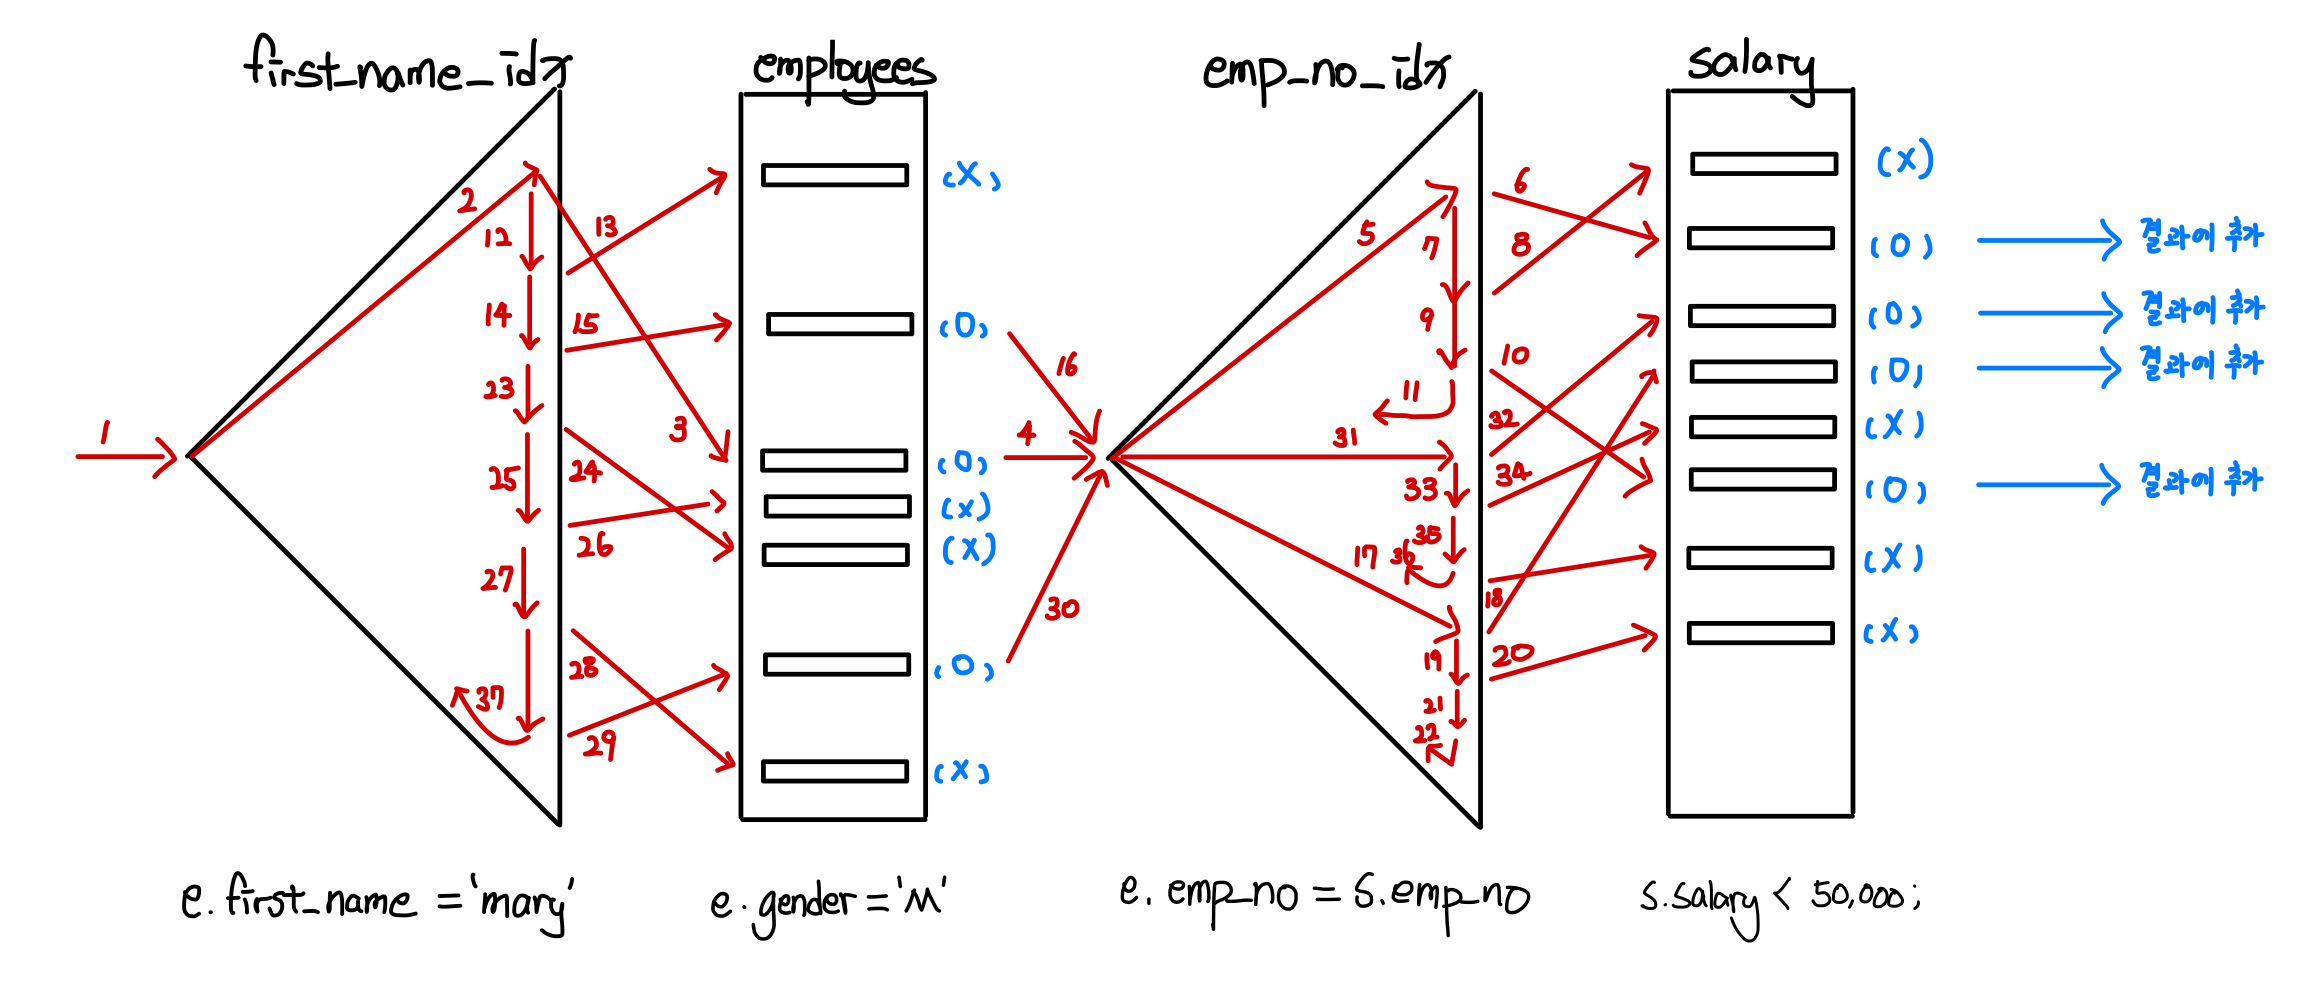 first_name_idx
employees
emp_no_idx
salary
1
2
12
13
14
15
23
3
25
24
26
27
28
37
29
(X)
(O)
(O)
(X)
(X)
(O)
(X)
16
4
30
5
7
9
11
31
33
35
36
17
19
21
22
6
8
10
32
34
18
20
(X)
(O) 결과에 추가
(O) 결과에 추가
(O) 결과에 추가
(X)
(O) 결과에 추가
(X)
(X)
e.first_name = 'mary'
e.gender = 'M'
e.emp_no = s.emp_no
s.salary < 50,000;